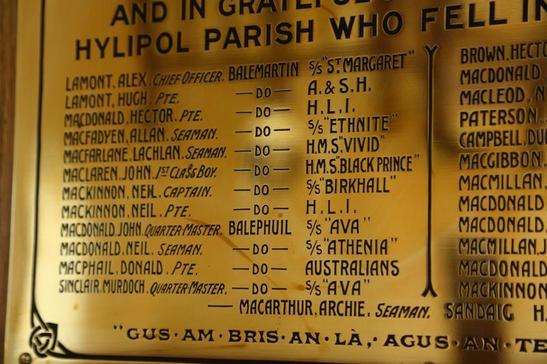 AND IN GRATEFUL
HYLIPOL PARISH WHO FELL IN
LAMONT, ALEX. CHIEF OFFICER. BALEMARTIN S/S "ST. MARGARET"
LAMONT, HUGH. PTE. —DO— A. & S.H.
MACDONALD, HECTOR. PTE. —DO— H.L.I.
MACFADYEN, ALLAN. SEAMAN. —DO— S/S "ETHNITE"
MACFARLANE, LACHLAN. SEAMAN. —DO— H.M.S. "VIVID"
MACLAREN, JOHN. 1ST CLASS BOY. —DO— H.M.S. "BLACK PRINCE"
MACKINNON, NEIL. CAPTAIN. —DO— S/S "BIRKHALL"
MACKINNON, NEIL. PTE. —DO— H.L.I.
MACDONALD, JOHN. QUARTER-MASTER. BALEPHUIL S/S "AVA"
MACDONALD, NEIL. SEAMAN. —DO— S/S "ATHENIA"
MACPHAIL, DONALD. PTE. —DO— AUSTRALIANS
SINCLAIR, MURDOCH. QUARTER-MASTER. —DO— S/S "AVA"
BROWN, HECTO
MACDONALD
MACLEOD, N
PATERSON
CAMPBELL, DU
MACGIBBON
MACMILLAN
MACDONALD
MACDONALD
MACMILLAN, J
MACDONALD
MACKINNON
MACARTHUR, ARCHIE. SEAMAN. SANDAIG H.
"GUS·AM·BRIS·AN·LÀ,·AGUS·AN·TE